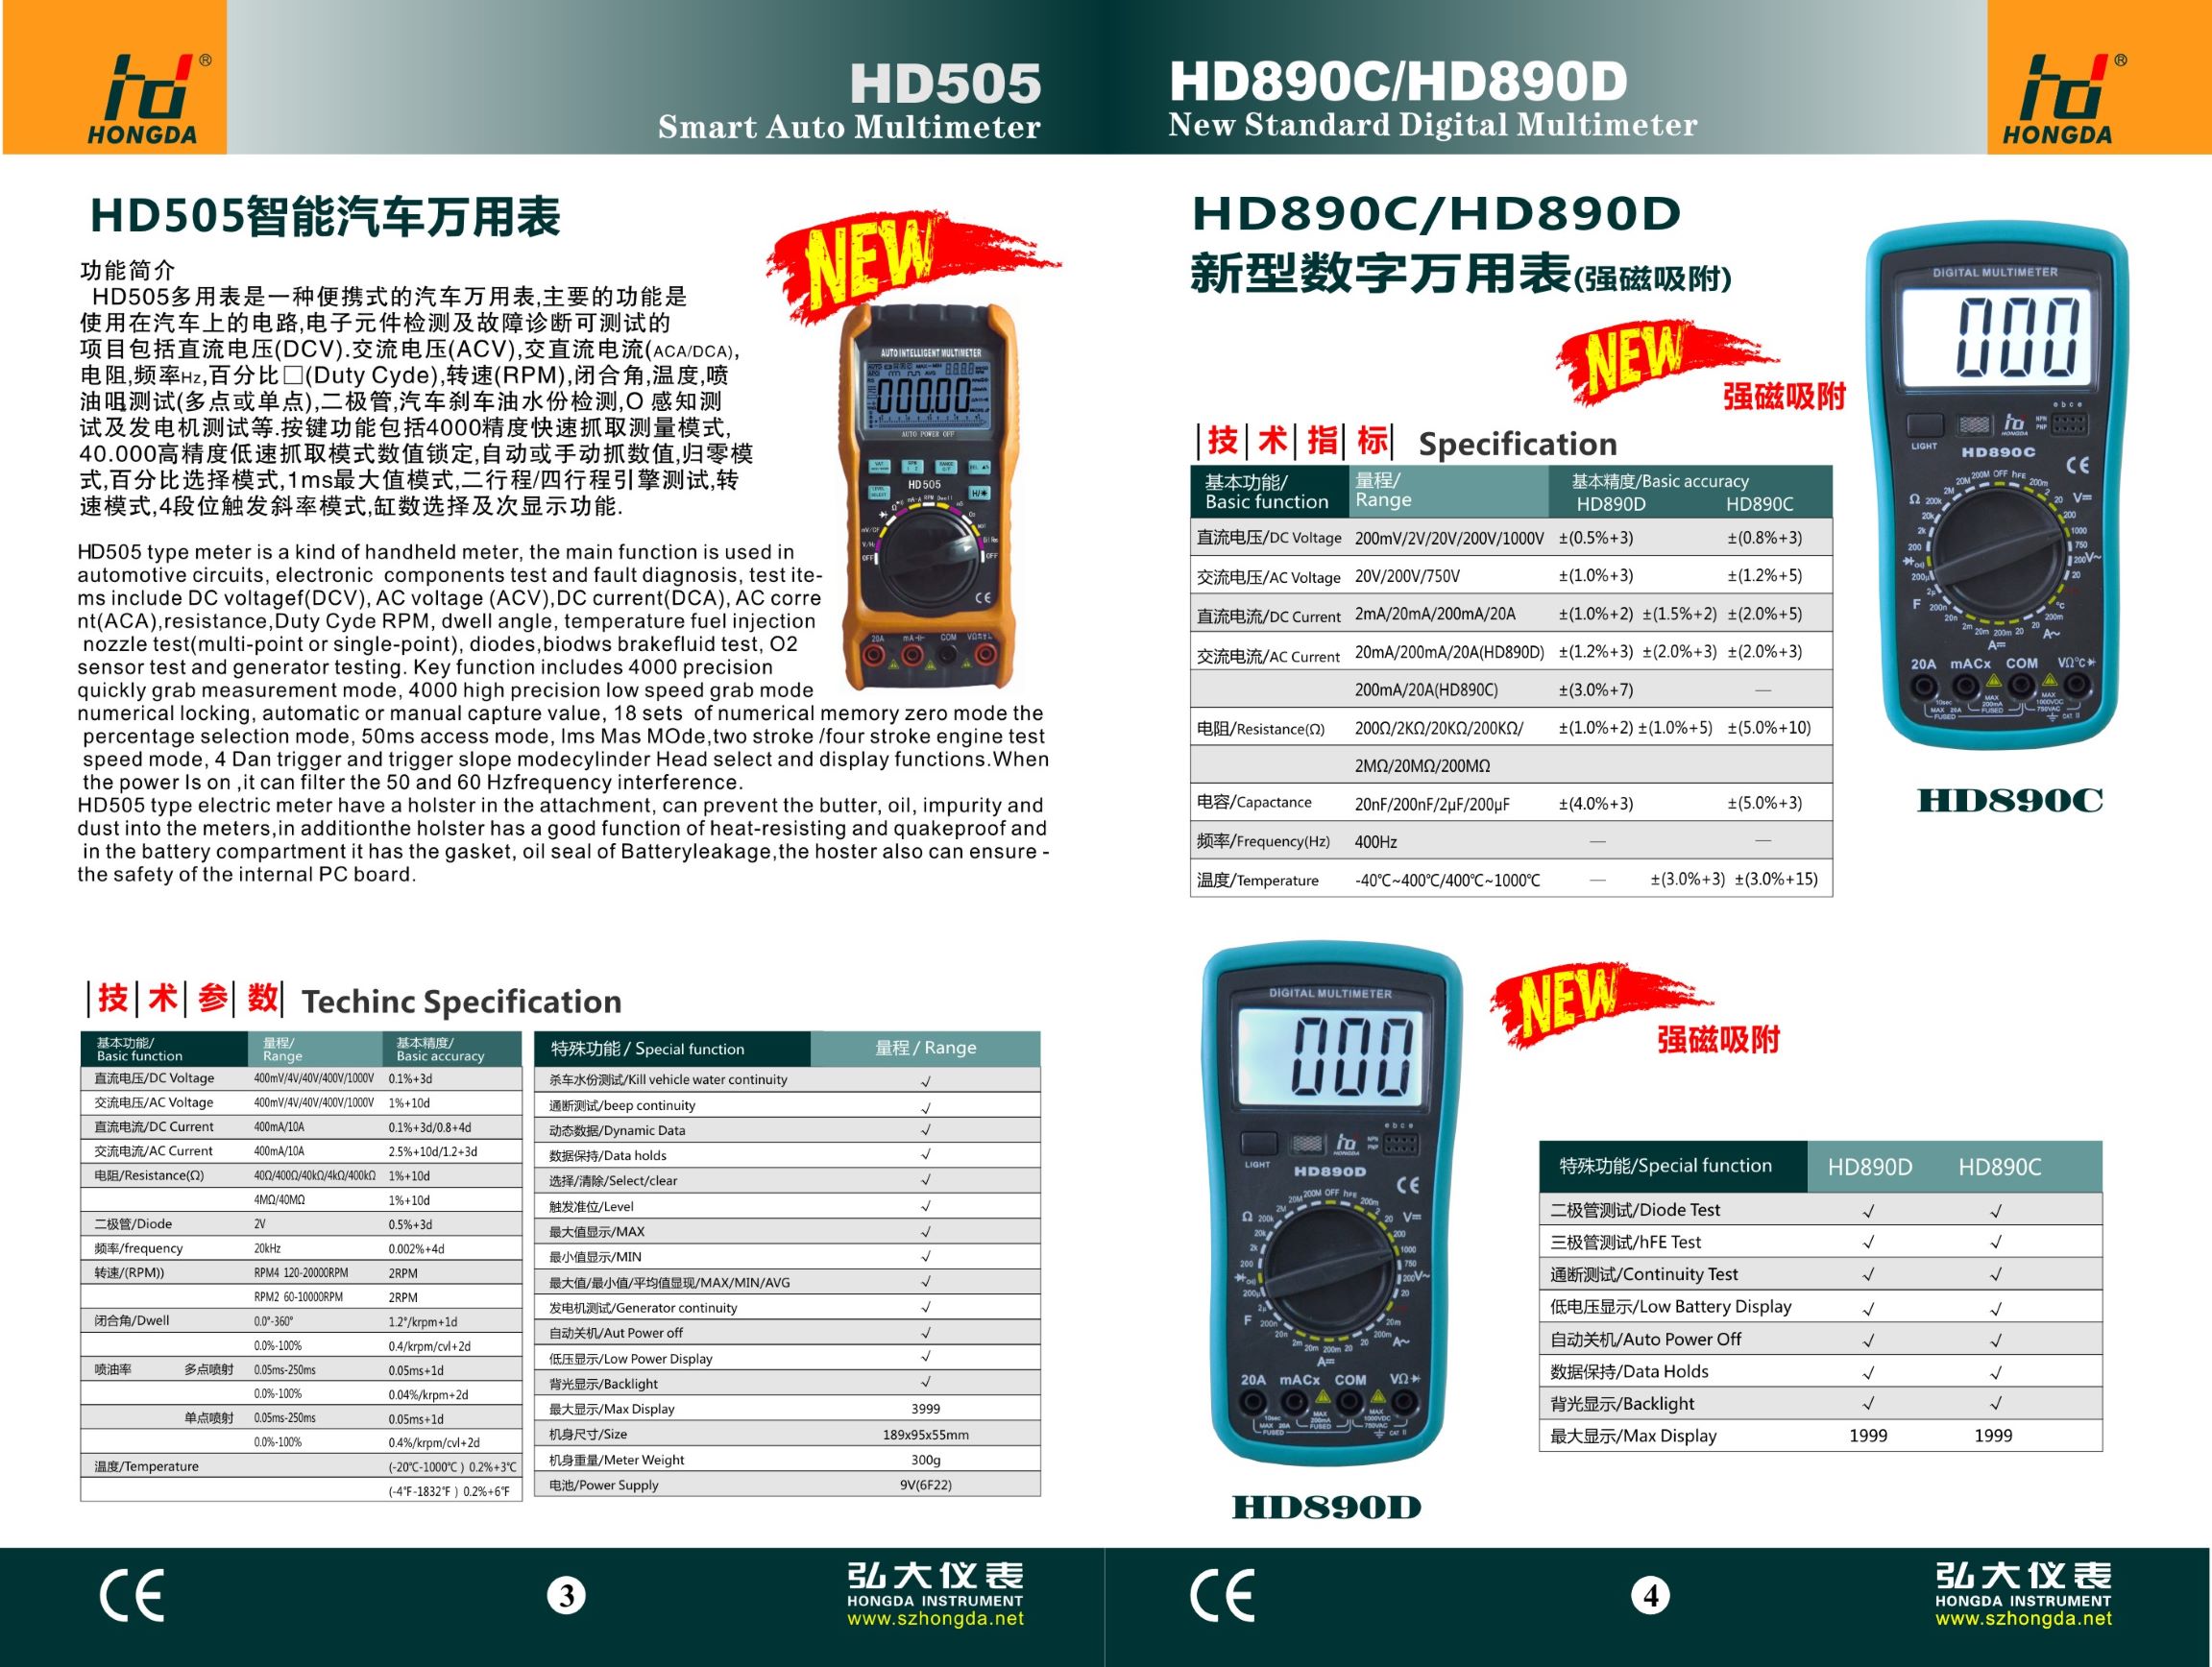 hd®
HONGDA
HD505
Smart Auto Multimeter
HD890C/HD890D
New Standard Digital Multimeter
hd®
HONGDA
HD505智能汽车万用表
NEW
功能简介
HD505多用表是一种便携式的汽车万用表,主要的功能是
使用在汽车上的电路,电子元件检测及故障诊断可测试的
项目包括直流电压(DCV).交流电压(ACV),交直流电流(ACA/DCA),
电阻,频率Hz,百分比□(Duty Cyde),转速(RPM),闭合角,温度,喷
油咀测试(多点或单点),二极管,汽车刹车油水份检测,O 感知测
试及发电机测试等.按键功能包括4000精度快速抓取测量模式,
40.000高精度低速抓取模式数值锁定,自动或手动抓数值,归零模
式,百分比选择模式,1ms最大值模式,二行程/四行程引擎测试,转
速模式,4段位触发斜率模式,缸数选择及次显示功能.
HD505 type meter is a kind of handheld meter, the main function is used in
automotive circuits, electronic components test and fault diagnosis, test ite-
ms include DC voltagef(DCV), AC voltage (ACV),DC current(DCA), AC corre
nt(ACA),resistance,Duty Cyde RPM, dwell angle, temperature fuel injection
nozzle test(multi-point or single-point), diodes,biodws brakefluid test, O2
sensor test and generator testing. Key function includes 4000 precision
quickly grab measurement mode, 4000 high precision low speed grab mode
numerical locking, automatic or manual capture value, 18 sets of numerical memory zero mode the
percentage selection mode, 50ms access mode, lms Mas MOde,two stroke /four stroke engine test
speed mode, 4 Dan trigger and trigger slope modecylinder Head select and display functions.When
the power Is on ,it can filter the 50 and 60 Hzfrequency interference.
HD505 type electric meter have a holster in the attachment, can prevent the butter, oil, impurity and
dust into the meters,in additionthe holster has a good function of heat-resisting and quakeproof and
in the battery compartment it has the gasket, oil seal of Batteryleakage,the hoster also can ensure -
the safety of the internal PC board.
AUTO INTELLIGENT MULTIMETER
00000
AUTO POWER OFF
HD505
OFF OFF
CE
20A COM
技 术 参 数 Techinc Specification
基本功能/ 量程/ 基本精度/
Basic function Range Basic accuracy
直流电压/DC Voltage 400mV/4V/40V/400V/1000V 0.1%+3d
交流电压/AC Voltage 400mV/4V/40V/400V/1000V 1%+10d
直流电流/DC Current 400mA/10A 0.1%+3d/0.8+4d
交流电流/AC Current 400mA/10A 2.5%+10d/1.2+3d
电阻/Resistance(Ω) 40Ω/400Ω/40kΩ/4kΩ/400kΩ 1%+10d
4MΩ/40MΩ 1%+10d
二极管/Diode 2V 0.5%+3d
频率/frequency 20kHz 0.002%+4d
转速/(RPM)) RPM4 120-20000RPM 2RPM
RPM2 60-10000RPM 2RPM
闭合角/Dwell 0.0°-360° 1.2°/krpm+1d
0.0%-100% 0.4/krpm/cvl+2d
喷油率 多点喷射 0.05ms-250ms 0.05ms+1d
0.0%-100% 0.04%/krpm+2d
单点喷射 0.05ms-250ms 0.05ms+1d
0.0%-100% 0.4%/krpm/cvl+2d
温度/Temperature (-20℃-1000℃ ) 0.2%+3℃
(-4℉-1832℉ ) 0.2%+6℉
特殊功能 / Special function 量程 / Range
杀车水份测试/Kill vehicle water continuity √
通断测试/beep continuity √
动态数据/Dynamic Data √
数据保持/Data holds √
选择/清除/Select/clear √
触发准位/Level √
最大值显示/MAX √
最小值显示/MIN √
最大值/最小值/平均值显现/MAX/MIN/AVG √
发电机测试/Generator continuity √
自动关机/Aut Power off √
低压显示/Low Power Display √
背光显示/Backlight √
最大显示/Max Display 3999
机身尺寸/Size 189x95x55mm
机身重量/Meter Weight 300g
电池/Power Supply 9V(6F22)
HD890C/HD890D
新型数字万用表(强磁吸附)
NEW
强磁吸附
技 术 指 标 Specification
基本功能/ 量程/ 基本精度/Basic accuracy
Basic function Range HD890D HD890C
直流电压/DC Voltage 200mV/2V/20V/200V/1000V ±(0.5%+3) ±(0.8%+3)
交流电压/AC Voltage 20V/200V/750V ±(1.0%+3) ±(1.2%+5)
直流电流/DC Current 2mA/20mA/200mA/20A ±(1.0%+2) ±(1.5%+2) ±(2.0%+5)
交流电流/AC Current 20mA/200mA/20A(HD890D) ±(1.2%+3) ±(2.0%+3) ±(2.0%+3)
200mA/20A(HD890C) ±(3.0%+7) —
电阻/Resistance(Ω) 200Ω/2KΩ/20KΩ/200KΩ/ ±(1.0%+2) ±(1.0%+5) ±(5.0%+10)
2MΩ/20MΩ/200MΩ
电容/Capactance 20nF/200nF/2μF/200μF ±(4.0%+3) ±(5.0%+3)
频率/Frequency(Hz) 400Hz — —
温度/Temperature -40℃~400℃/400℃~1000℃ — ±(3.0%+3) ±(3.0%+15)
DIGITAL MULTIMETER
000
LIGHT
HONGDA
HD890C
CE
20A mACx COM VΩ°C
HD890C
DIGITAL MULTIMETER
000
LIGHT
HONGDA
HD890D
CE
20A mACx COM VΩ
HD890D
NEW
强磁吸附
特殊功能/Special function HD890D HD890C
二极管测试/Diode Test √ √
三极管测试/hFE Test √ √
通断测试/Continuity Test √ √
低电压显示/Low Battery Display √ √
自动关机/Auto Power Off √ √
数据保持/Data Holds √ √
背光显示/Backlight √ √
最大显示/Max Display 1999 1999
CE
3
弘大仪表
HONGDA INSTRUMENT
www.szhongda.net
CE
4
弘大仪表
HONGDA INSTRUMENT
www.szhongda.net